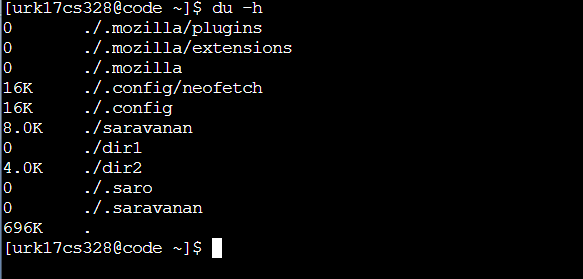 [urk17cs328@code ~]$ du -h
0 ./.mozilla/plugins
0 ./.mozilla/extensions
0 ./.mozilla
16K ./.config/neofetch
16K ./.config
8.0K ./saravanan
0 ./dir1
4.0K ./dir2
0 ./.saro
0 ./.saravanan
696K .
[urk17cs328@code ~]$